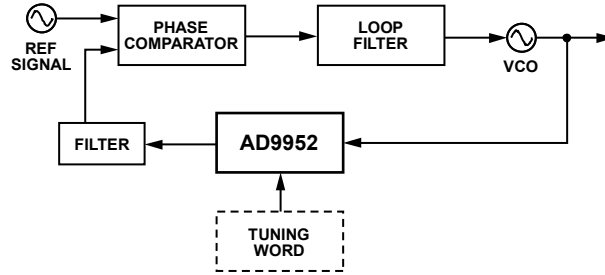 REF
SIGNAL
PHASE
COMPARATOR
LOOP
FILTER
VCO
FILTER
AD9952
TUNING
WORD